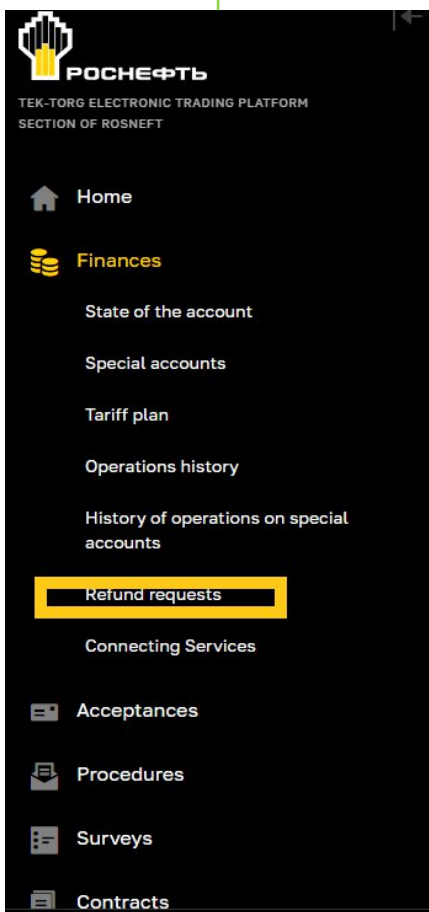 РОСНЕФТЬ
TEK-TORG ELECTRONIC TRADING PLATFORM
SECTION OF ROSNEFT
Home
Finances
State of the account
Special accounts
Tariff plan
Operations history
History of operations on special
accounts
Refund requests
Connecting Services
Acceptances
Procedures
Surveys
Contracts